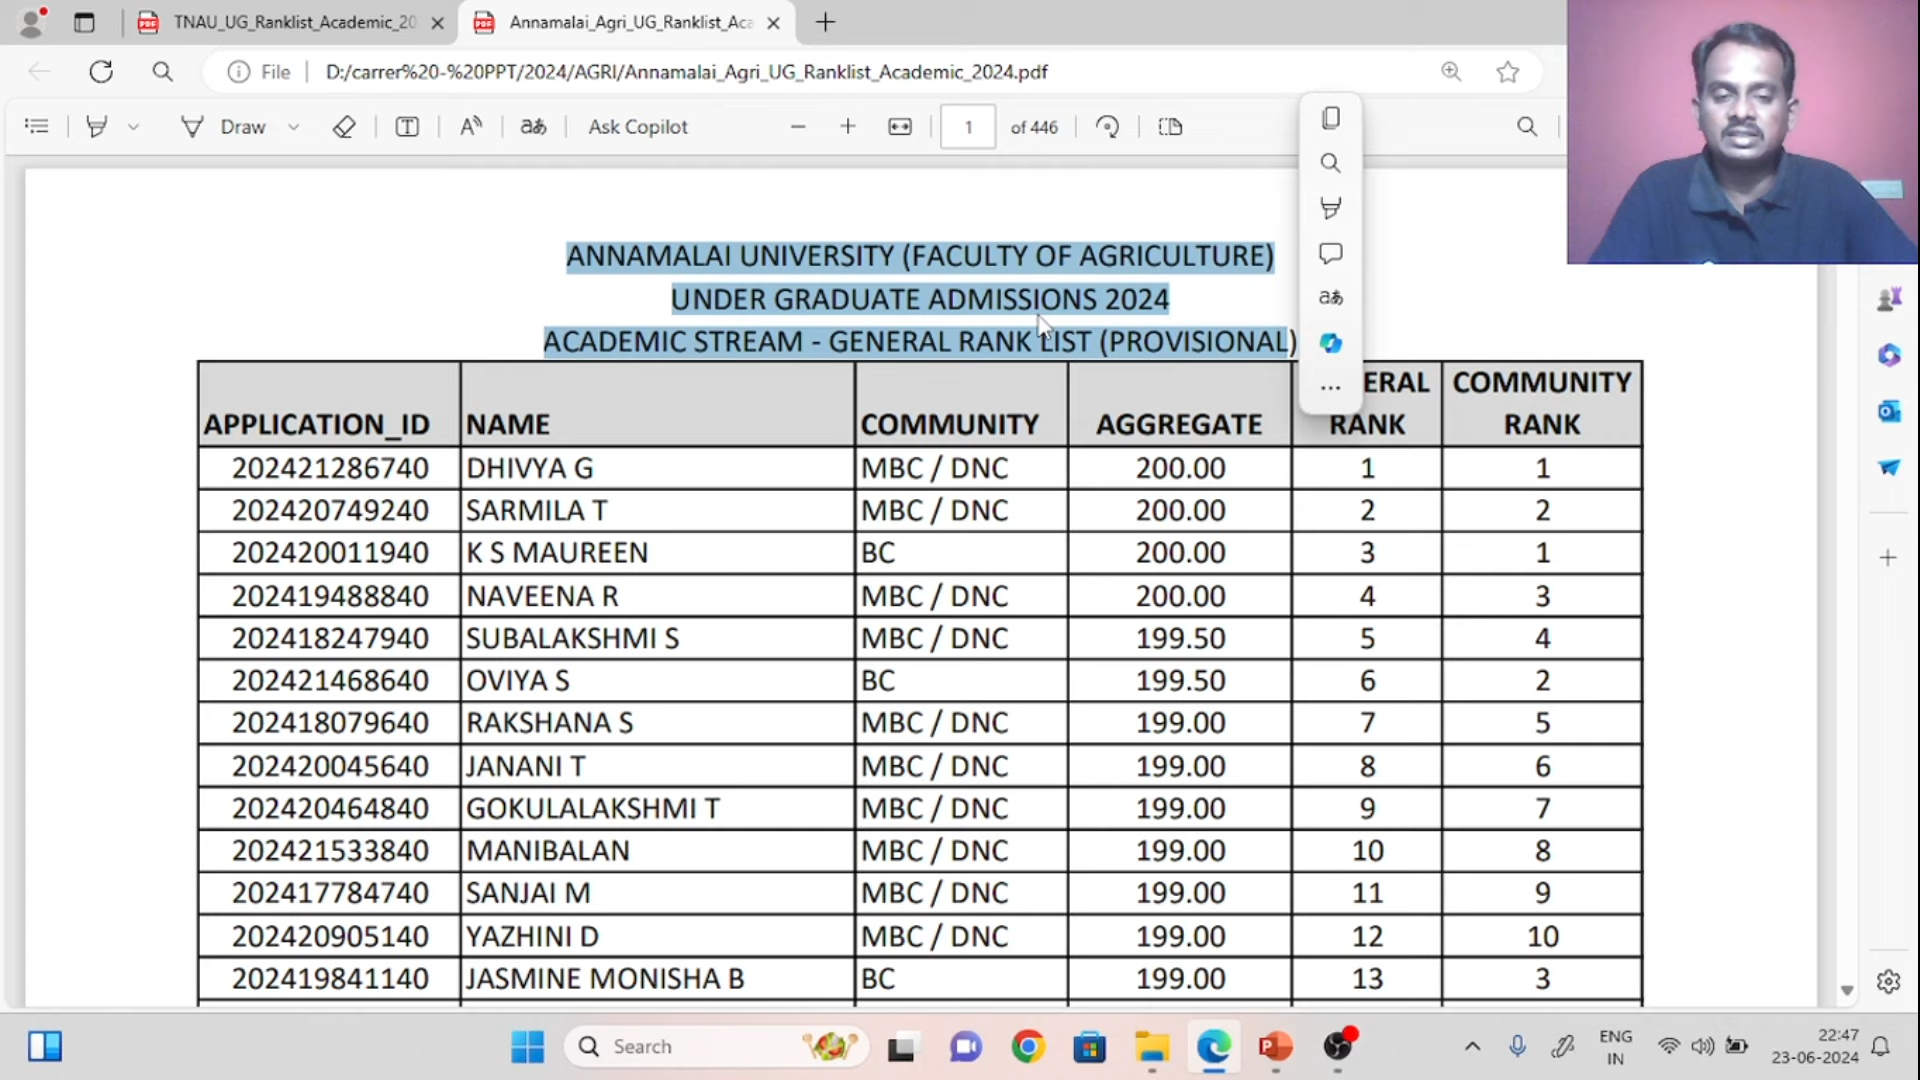 TNAU_UG_Ranklist_Academic_20
Annamalai_Agri_UG_Ranklist_Aca
File
D:/carrer%20-%20PPT/2024/AGRI/Annamalai_Agri_UG_Ranklist_Academic_2024.pdf
Draw
Ask Copilot
1 of 446
ANNAMALAI UNIVERSITY (FACULTY OF AGRICULTURE)
UNDER GRADUATE ADMISSIONS 2024
ACADEMIC STREAM - GENERAL RANK LIST (PROVISIONAL)
APPLICATION_ID NAME COMMUNITY AGGREGATE ERAL RANK COMMUNITY RANK
202421286740 DHIVYA G MBC / DNC 200.00 1 1
202420749240 SARMILA T MBC / DNC 200.00 2 2
202420011940 K S MAUREEN BC 200.00 3 1
202419488840 NAVEENA R MBC / DNC 200.00 4 3
202418247940 SUBALAKSHMI S MBC / DNC 199.50 5 4
202421468640 OVIYA S BC 199.50 6 2
202418079640 RAKSHANA S MBC / DNC 199.00 7 5
202420045640 JANANI T MBC / DNC 199.00 8 6
202420464840 GOKULALAKSHMI T MBC / DNC 199.00 9 7
202421533840 MANIBALAN MBC / DNC 199.00 10 8
202417784740 SANJAI M MBC / DNC 199.00 11 9
202420905140 YAZHINI D MBC / DNC 199.00 12 10
202419841140 JASMINE MONISHA B BC 199.00 13 3
Search
ENG
IN
22:47
23-06-2024